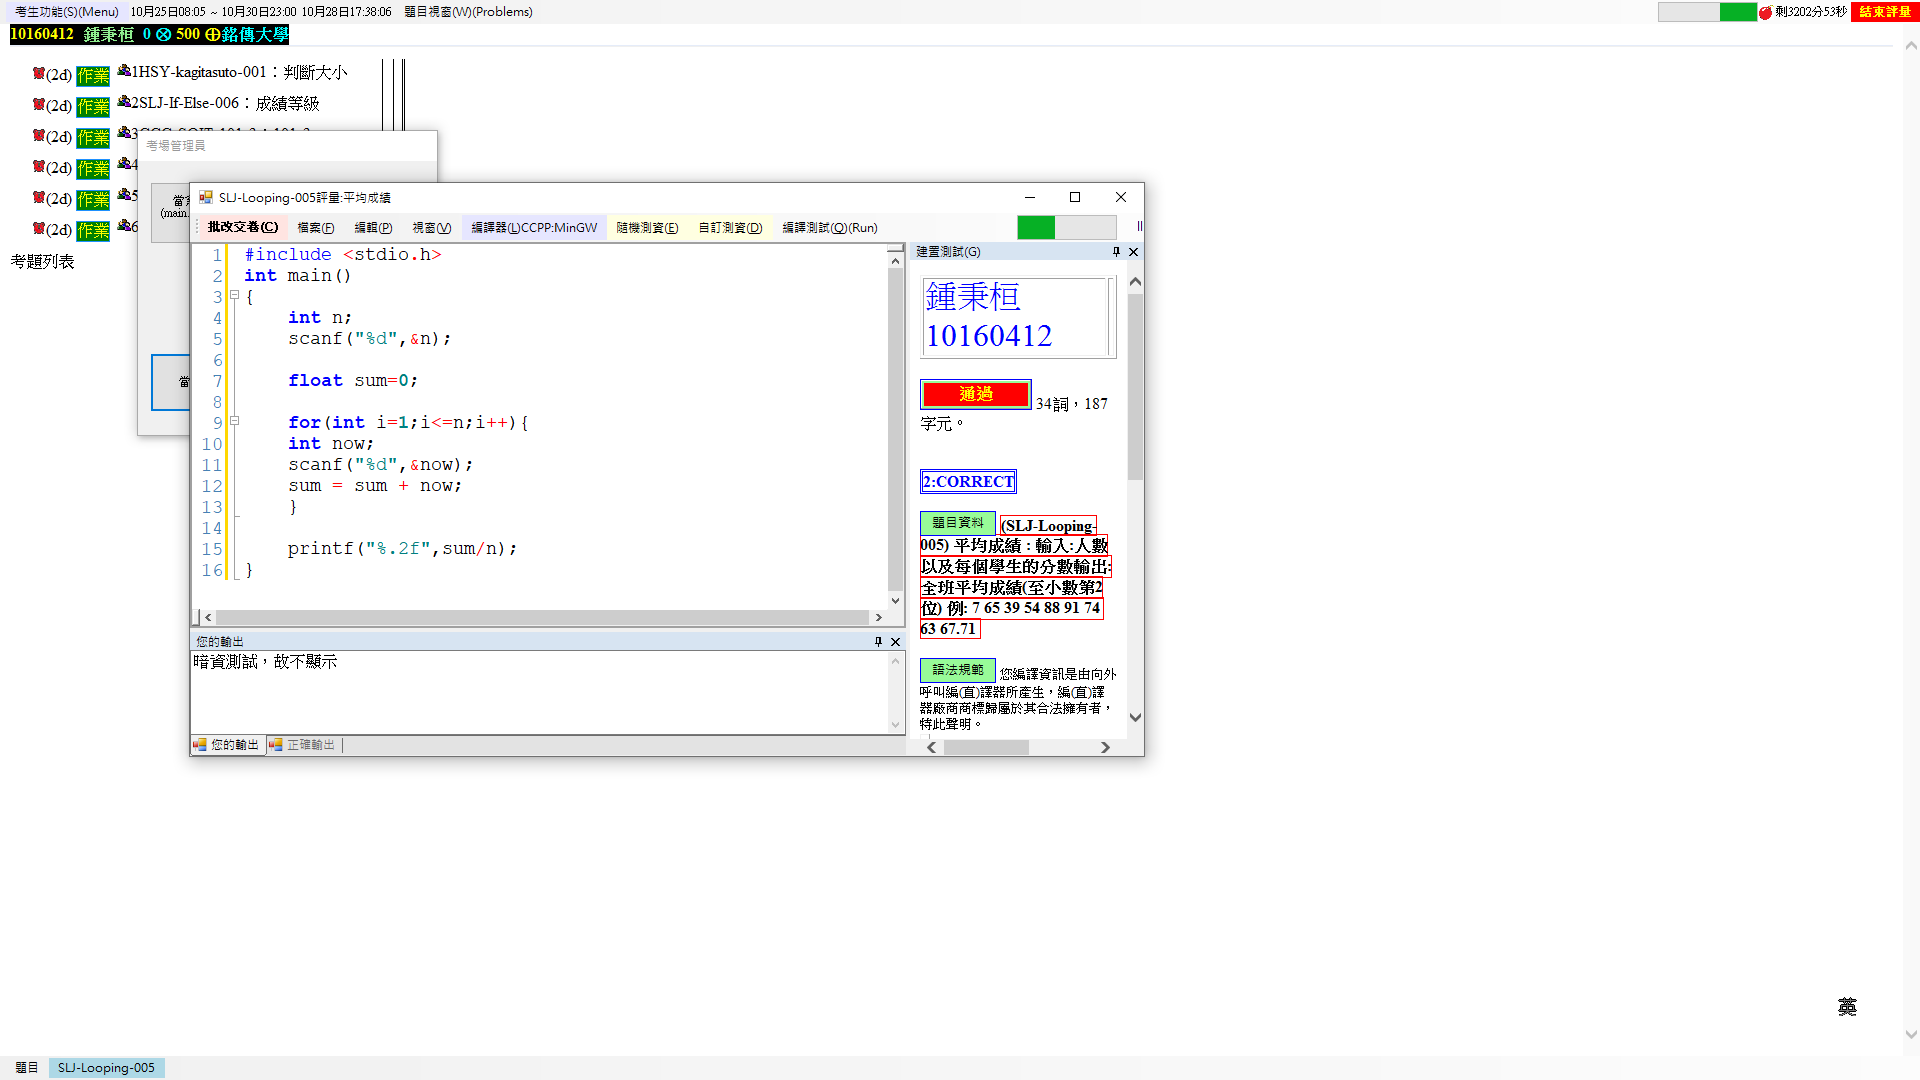 考生功能(S)(Menu) 10月25日08:05 ~ 10月30日23:00 10月28日17:38:06 題目視窗(W)(Problems) 剩3202分53秒 結束評量
10160412 鍾秉桓 0 ⊗ 500 ⊕銘傳大學
(2d) 作業 1HSY-kagitasuto-001：判斷大小
(2d) 作業 2SLJ-If-Else-006：成績等級
(2d) 作業
(2d) 作業 4
(2d) 作業 5
(2d) 作業 6
考題列表
考場管理員
(main.
SLJ-Looping-005評量:平均成績
批改交卷(C) 檔案(F) 編輯(P) 視窗(V) 編譯器(L)CCPP:MinGW 隨機測資(E) 自訂測資(D) 編譯測試(Q)(Run)
1 #include <stdio.h>
2 int main()
3 {
4 int n;
5 scanf("%d",&n);
6
7 float sum=0;
8
9 for(int i=1;i<=n;i++){
10 int now;
11 scanf("%d",&now);
12 sum = sum + now;
13 }
14
15 printf("%.2f",sum/n);
16 }
您的輸出
暗資測試，故不顯示
您的輸出 正確輸出
建置測試(G)
鍾秉桓
10160412
通過 34詞，187
字元。
2:CORRECT
題目資料 (SLJ-Looping-
005) 平均成績 : 輸入:人數
以及每個學生的分數輸出:
全班平均成績(至小數第2
位) 例: 7 65 39 54 88 91 74
63 67.71
語法規範 您編譯資訊是由向外
呼叫編(直)譯器所產生，編(直)譯
器廠商商標歸屬於其合法擁有者，
特此聲明。
英
題目 SLJ-Looping-005